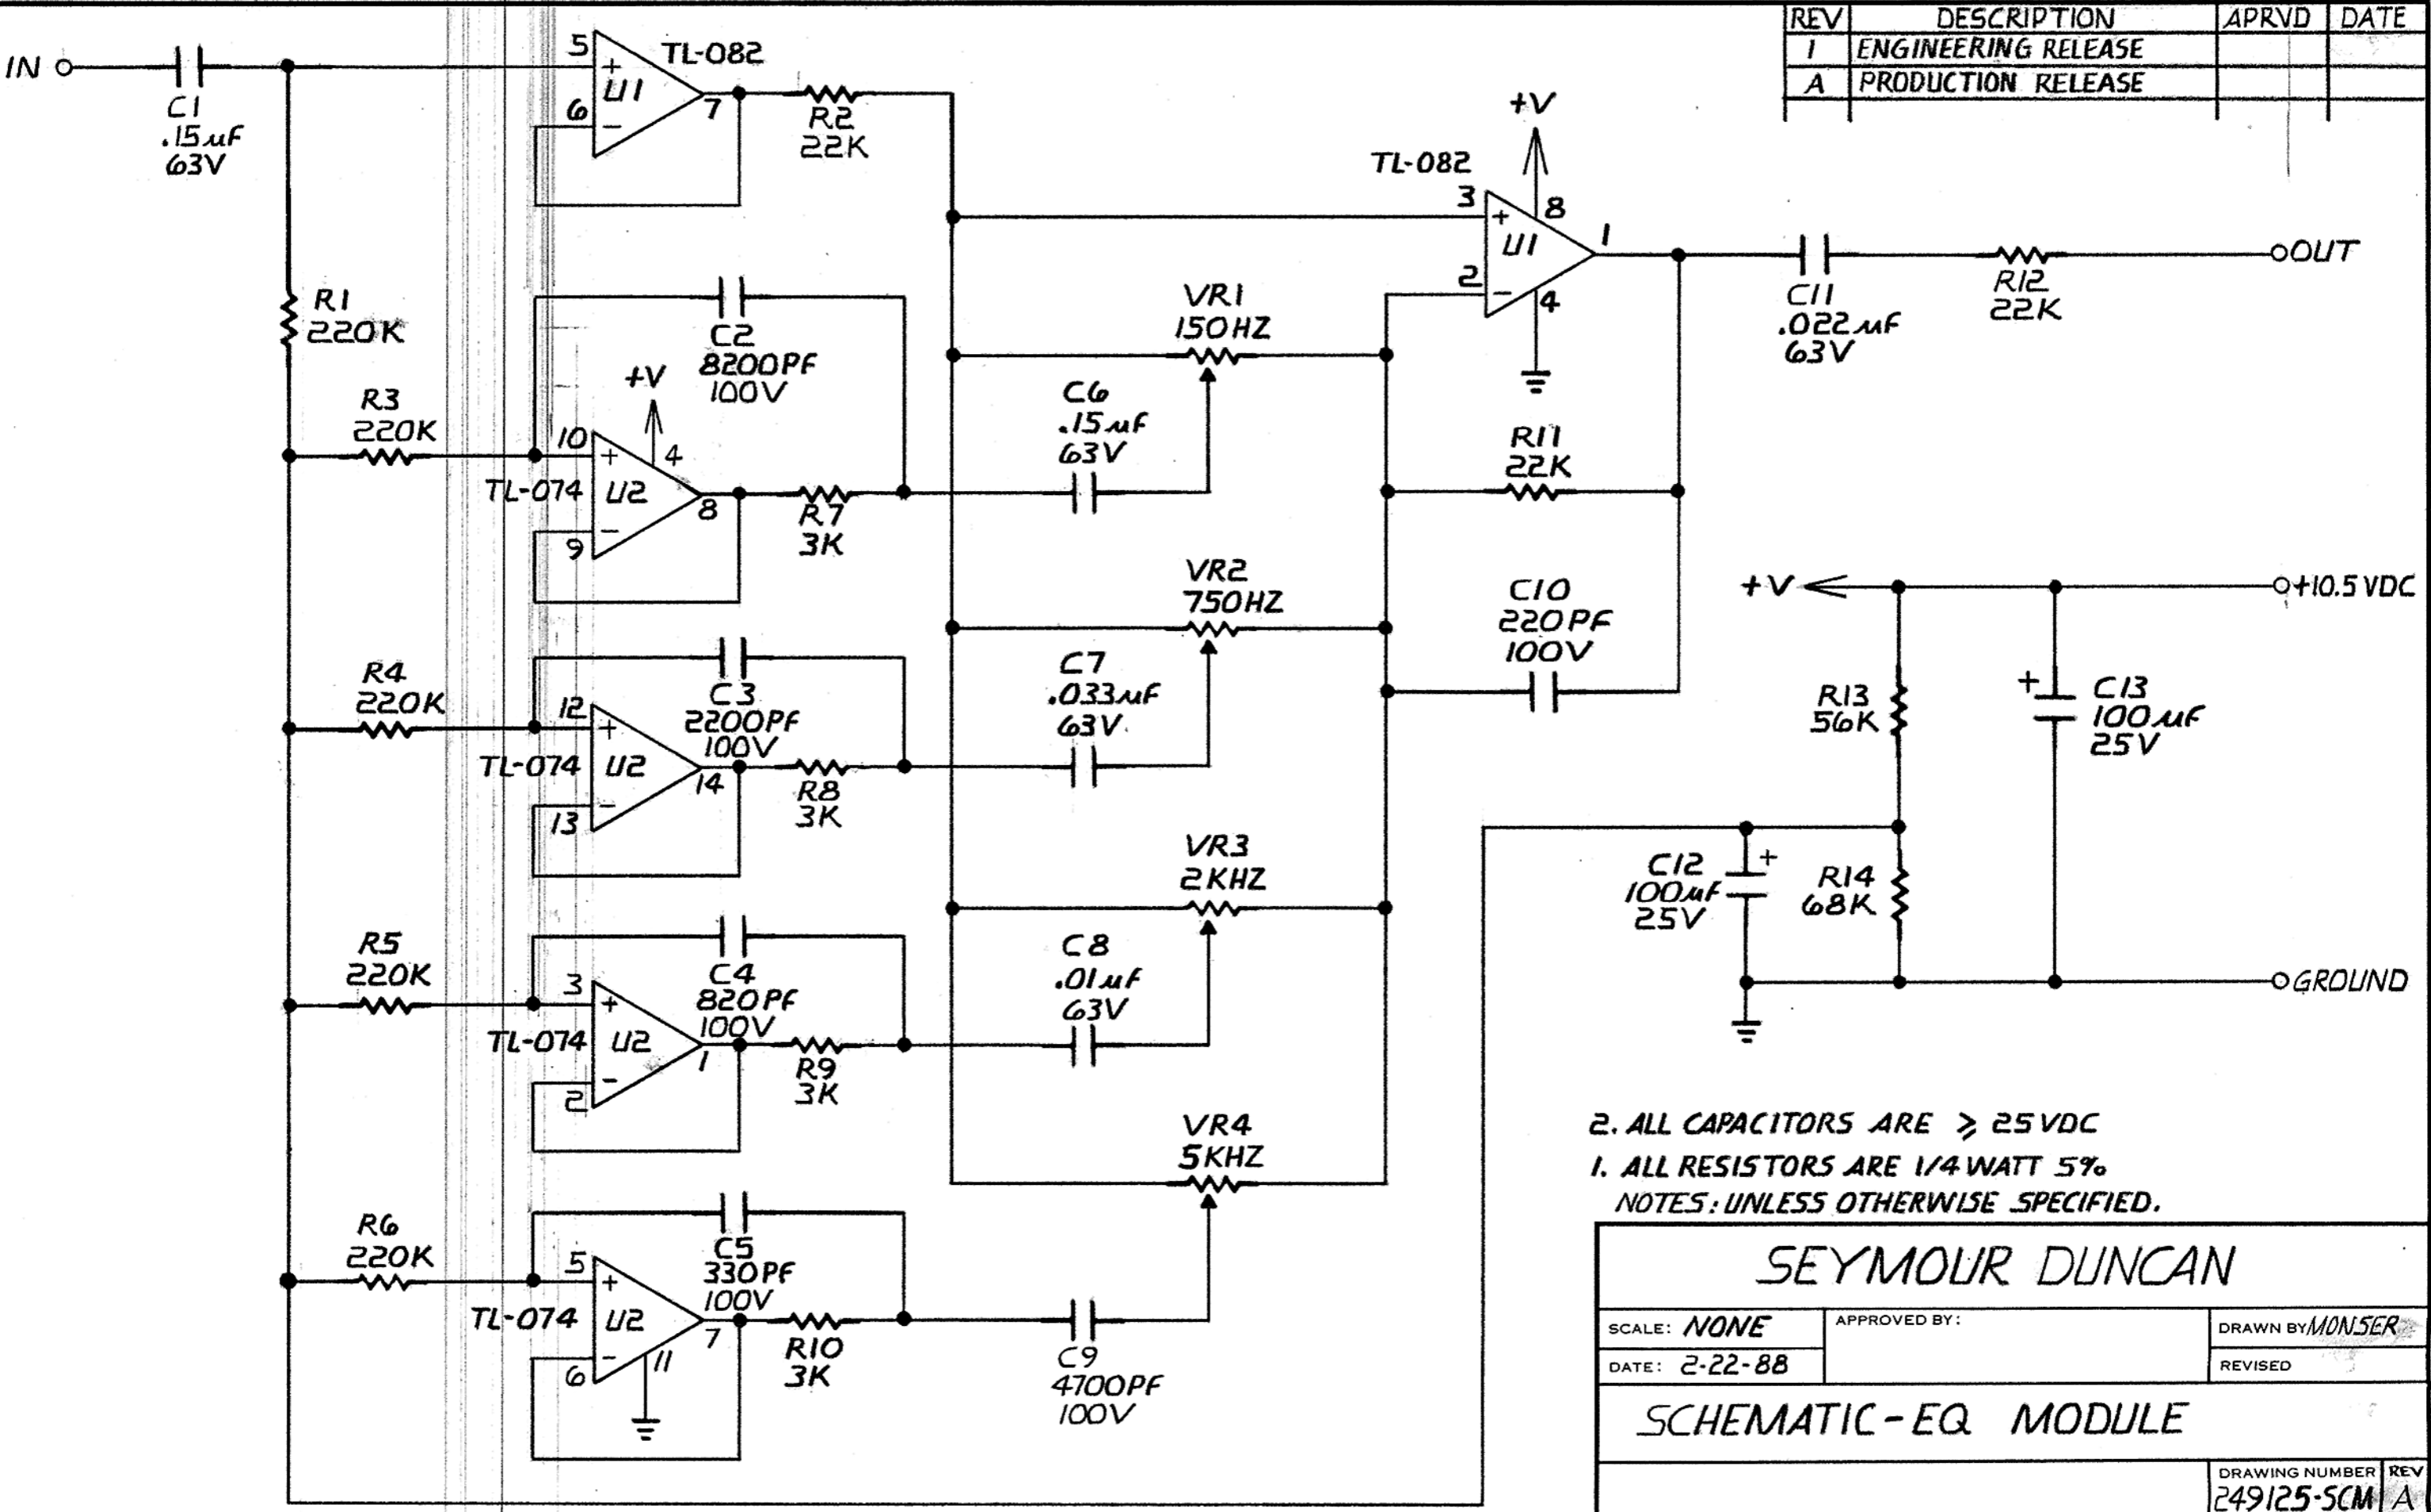 REV DESCRIPTION APRVD DATE
1 ENGINEERING RELEASE
A PRODUCTION RELEASE
IN
C1
.15µF
63V
5
6
+
-
U1
7
TL-082
R2
22K
+V
TL-082
3
2
+
-
U1
8
4
1
C11
.022µF
63V
R12
22K
OUT
R1
220K
C2
8200PF
100V
VR1
150HZ
R3
220K
+V
10
4
+
TL-074
U2
-
9
8
R7
3K
C6
.15µF
63V
R11
22K
VR2
750HZ
C10
220PF
100V
+V
+10.5VDC
R4
220K
C3
2200PF
100V
12
+
TL-074
U2
-
13
14
R8
3K
C7
.033µF
63V
R13
56K
+
C13
100µF
25V
VR3
2KHZ
C12
100µF
25V
+
R14
68K
GROUND
R5
220K
C4
820PF
100V
3
+
TL-074
U2
-
2
1
R9
3K
C8
.01µF
63V
VR4
5KHZ
R6
220K
C5
330PF
100V
5
+
TL-074
U2
-
6
11
7
R10
3K
C9
4700PF
100V
2. ALL CAPACITORS ARE ≥ 25VDC
1. ALL RESISTORS ARE 1/4 WATT 5%
NOTES: UNLESS OTHERWISE SPECIFIED.
SEYMOUR DUNCAN
SCALE: NONE
APPROVED BY:
DRAWN BY MONSER
DATE: 2-22-88
REVISED
SCHEMATIC-EQ MODULE
DRAWING NUMBER
249125-SCM
REV
A